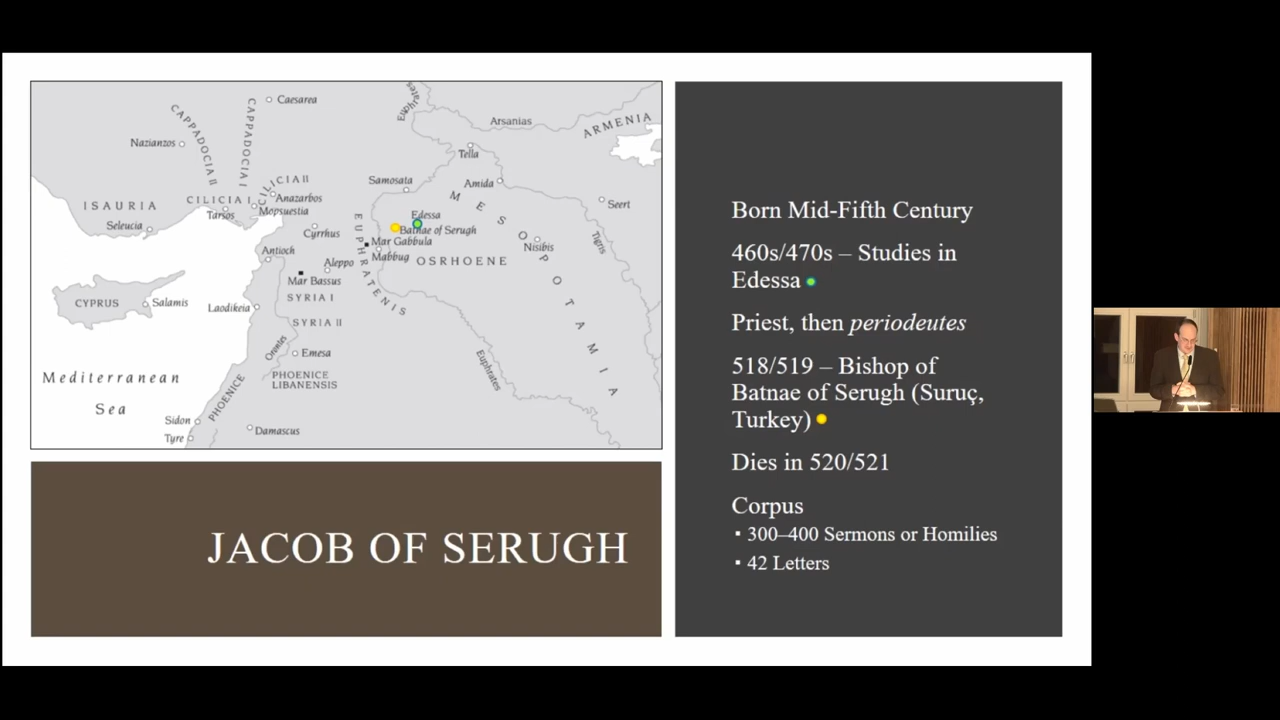 Caesarea
CAPPADOCIA II
CAPPADOCIA I
Euphrates
Arsanias
ARMENIA
Nazianzos
Tella
Samosata
Amida
CILICIA II
ISAURIA
CILICIA I
Anazarbos
Tarsos
Mopsuestia
MESOPOTAMIA
Seert
Seleucia
Edessa
Batnae of Serugh
Cyrrhus
EUPHRATENSIS
Mar Gabbula
Nisibis
Tigris
Antioch
Mabbug
OSRHOENE
Aleppo
Mar Bassus
CYPRUS
Salamis
Laodikeia
SYRIA I
SYRIA II
Orontes
Emesa
Euphrates
PHOENICE
LIBANENSIS
Mediterranean
Sea
PHOENICE
Sidon
Tyre
Damascus
JACOB OF SERUGH
Born Mid-Fifth Century
460s/470s – Studies in
Edessa
Priest, then periodeutes
518/519 – Bishop of
Batnae of Serugh (Suruç,
Turkey)
Dies in 520/521
Corpus
▪ 300–400 Sermons or Homilies
▪ 42 Letters